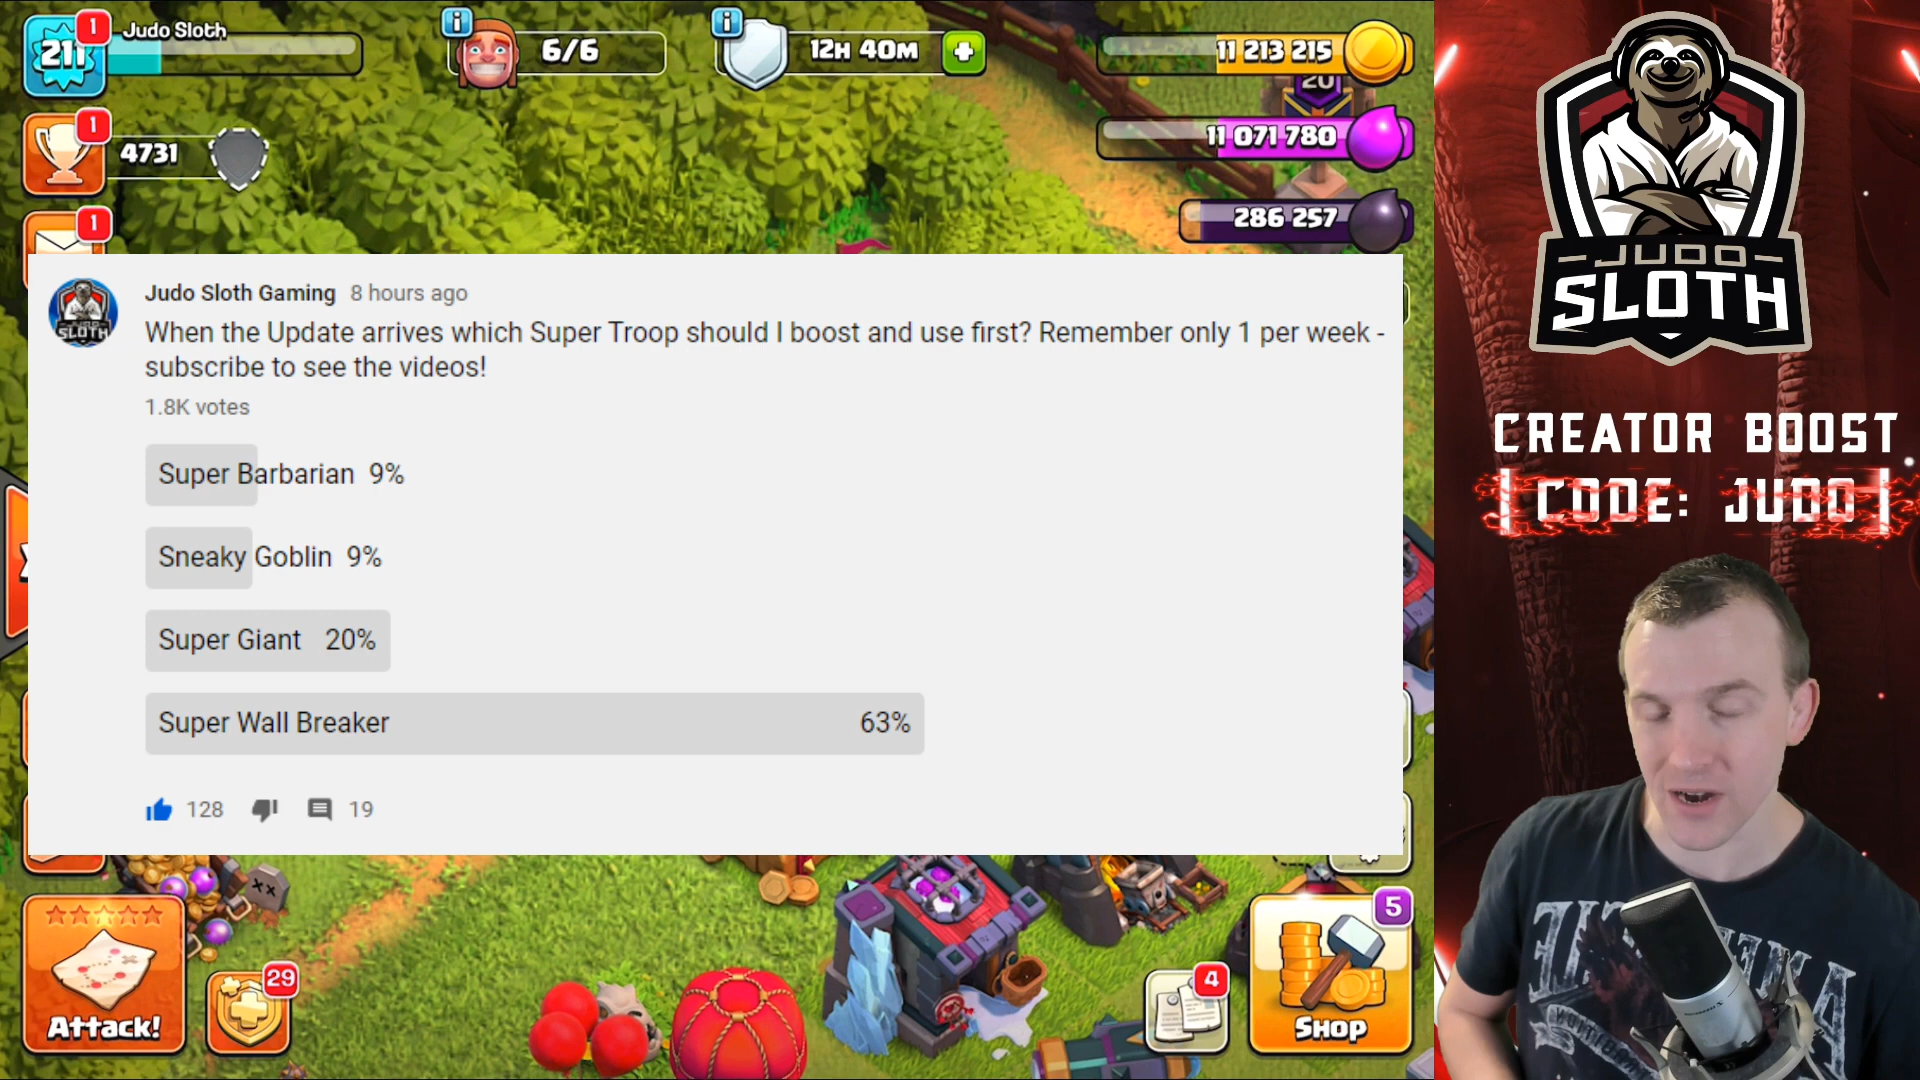 211
1
Judo Sloth
6/6
12H 40M
11 213 215
20
1
4731
11 071 780
1
286 257
Judo Sloth Gaming 8 hours ago
When the Update arrives which Super Troop should I boost and use first? Remember only 1 per week -
subscribe to see the videos!
1.8K votes
Super Barbarian 9%
Sneaky Goblin 9%
Super Giant 20%
Super Wall Breaker 63%
128
19
Attack!
29
4
5
Shop
JUDO
SLOTH
CREATOR BOOST
CODE: JUDO